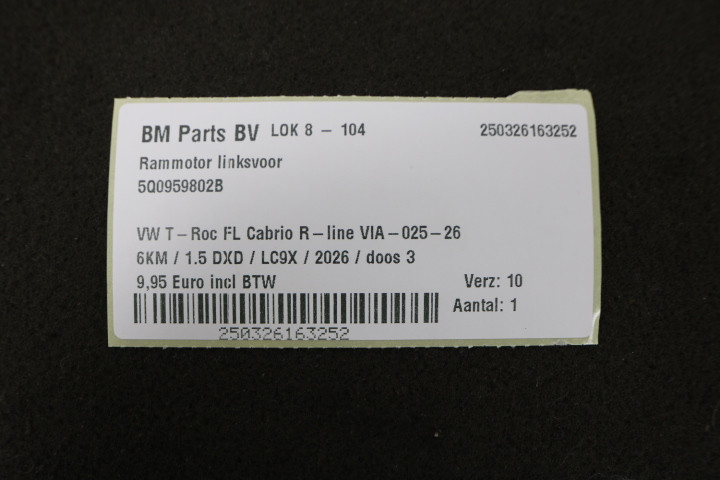 BM Parts BV LOK 8 - 104 250326163252
Rammotor linksvoor
5Q0959802B
VW T-Roc FL Cabrio R-line VIA-025-26
6KM / 1.5 DXD / LC9X / 2026 / doos 3
9,95 Euro incl BTW Verz: 10
Aantal: 1
250326163252